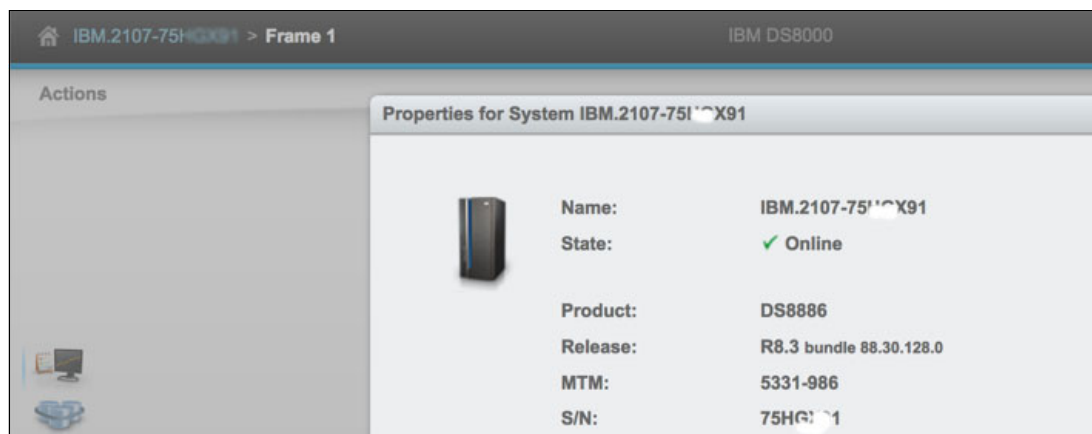 > Frame 1
IBM DS8000
Actions
Properties for System
Name:
State: ✓ Online
Product: DS8886
Release: R8.3 bundle 88.30.128.0
MTM: 5331-986
S/N: